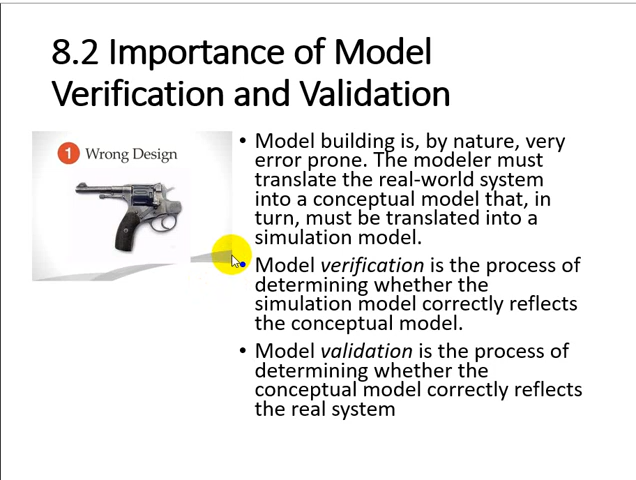 8.2 Importance of Model
Verification and Validation
1 Wrong Design
• Model building is, by nature, very
error prone. The modeler must
translate the real-world system
into a conceptual model that, in
turn, must be translated into a
simulation model.
• Model verification is the process of
determining whether the
simulation model correctly reflects
the conceptual model.
• Model validation is the process of
determining whether the
conceptual model correctly reflects
the real system